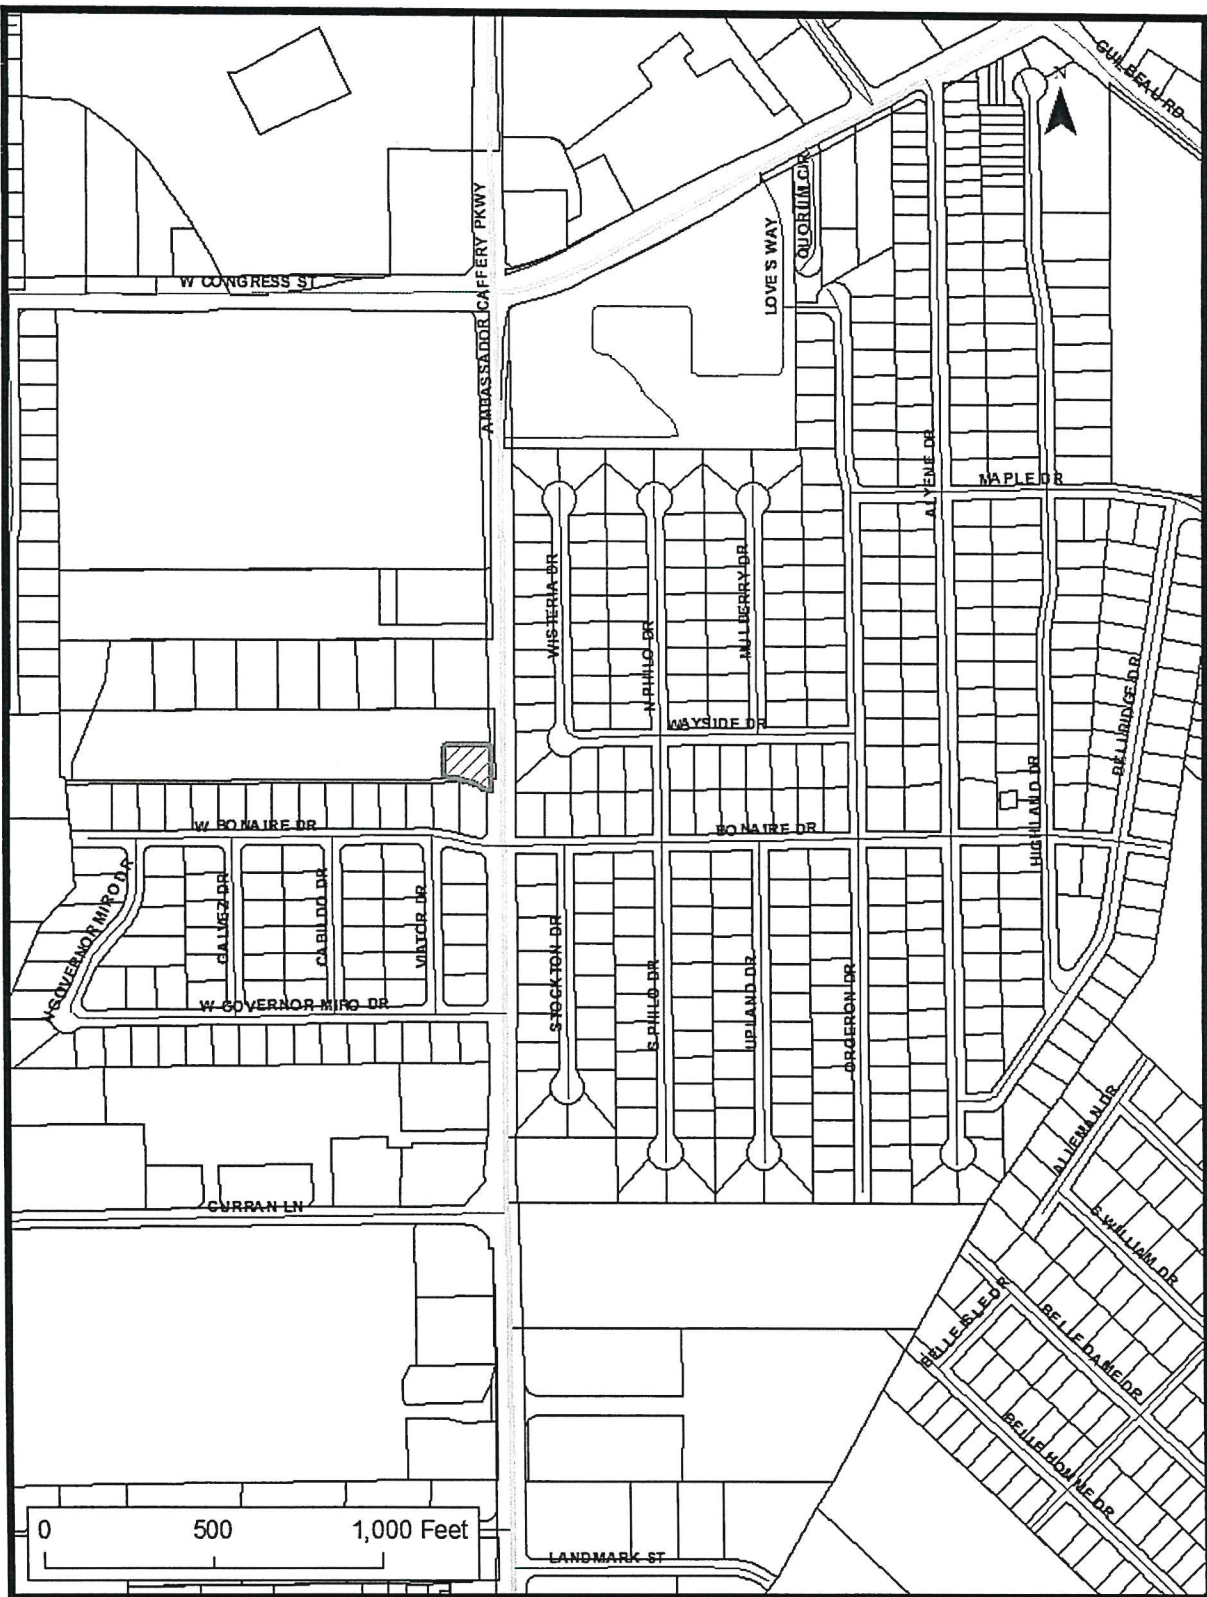 GUILBEAU RD
N
QUORUM CIR
AMBASSADOR CAFFERY PKWY
LOVES WAY
W CONGRESS ST
ALYENE DR
MAPLE DR
WISTERIA DR
MULBERRY DR
N PHILO DR
BELLRIDGE DR
WAYSIDE DR
HIGHLAND DR
W BONAIRE DR
BONAIRE DR
W GOVERNOR MIRO DR
GALVEZ DR
CABILDO DR
VIATOR DR
STOCKTON DR
S PHILO DR
UPLAND DR
ORGERON DR
W GOVERNOR MIRO DR
ALLEMAN DR
CURRAN LN
S WILLIAM DR
BELLE ISLE DR
BELLE DAME DR
BELLE HOMME DR
0 500 1,000 Feet
LANDMARK ST